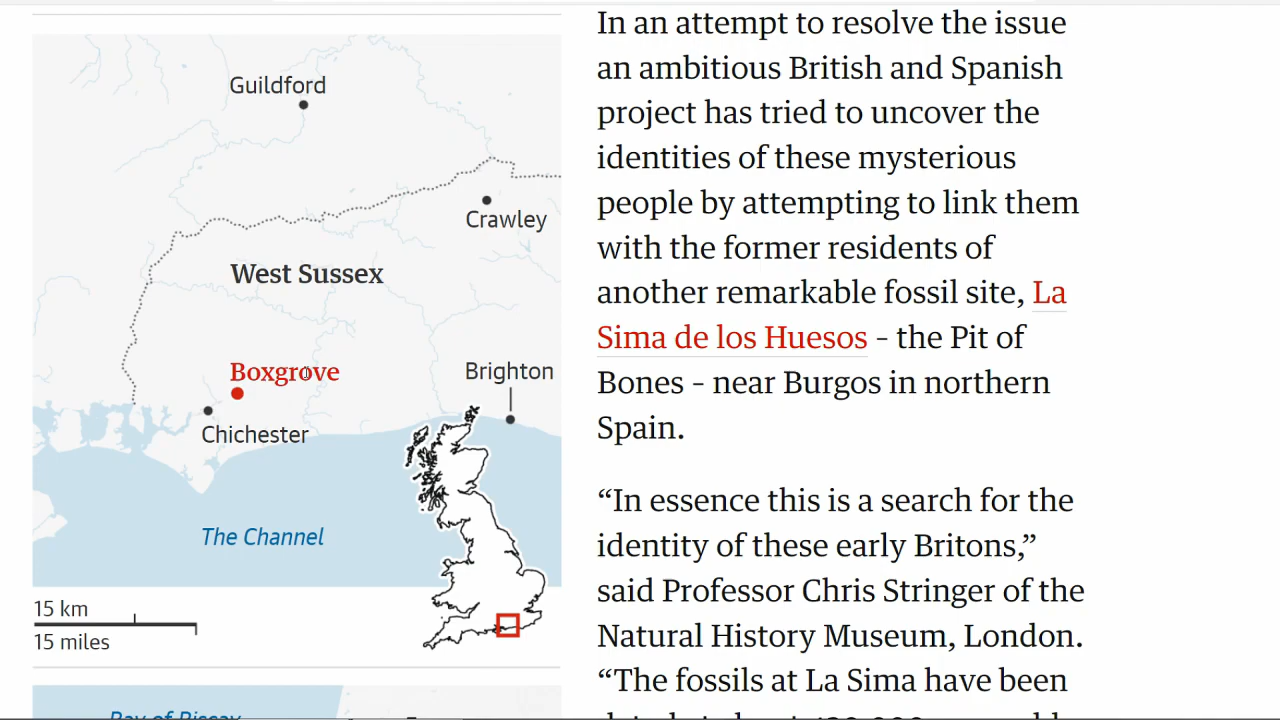 Guildford
Crawley
West Sussex
Boxgrove
Brighton
Chichester
The Channel
15 km
15 miles
Bay of Biscay
In an attempt to resolve the issue
an ambitious British and Spanish
project has tried to uncover the
identities of these mysterious
people by attempting to link them
with the former residents of
another remarkable fossil site, La
Sima de los Huesos – the Pit of
Bones – near Burgos in northern
Spain.
“In essence this is a search for the
identity of these early Britons,”
said Professor Chris Stringer of the
Natural History Museum, London.
“The fossils at La Sima have been